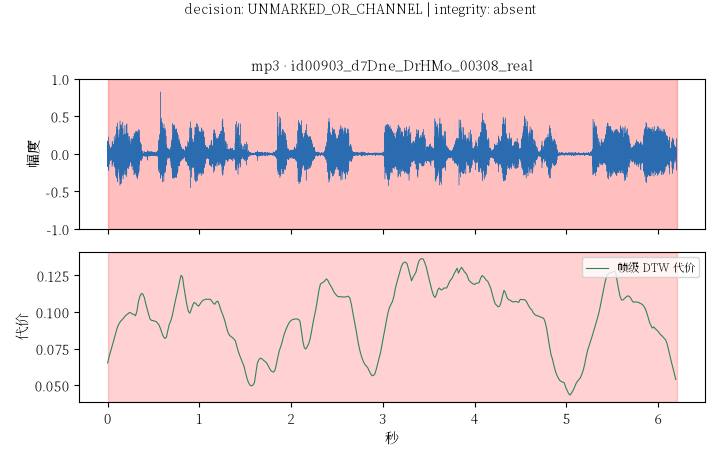 decision: UNMARKED_OR_CHANNEL | integrity: absent
mp3 · id00903_d7Dne_DrHMo_00308_real
1.0
0.5
0.0
-0.5
-1.0
幅度
帧级 DTW 代价
0.125
0.100
0.075
0.050
代价
0 1 2 3 4 5 6
秒